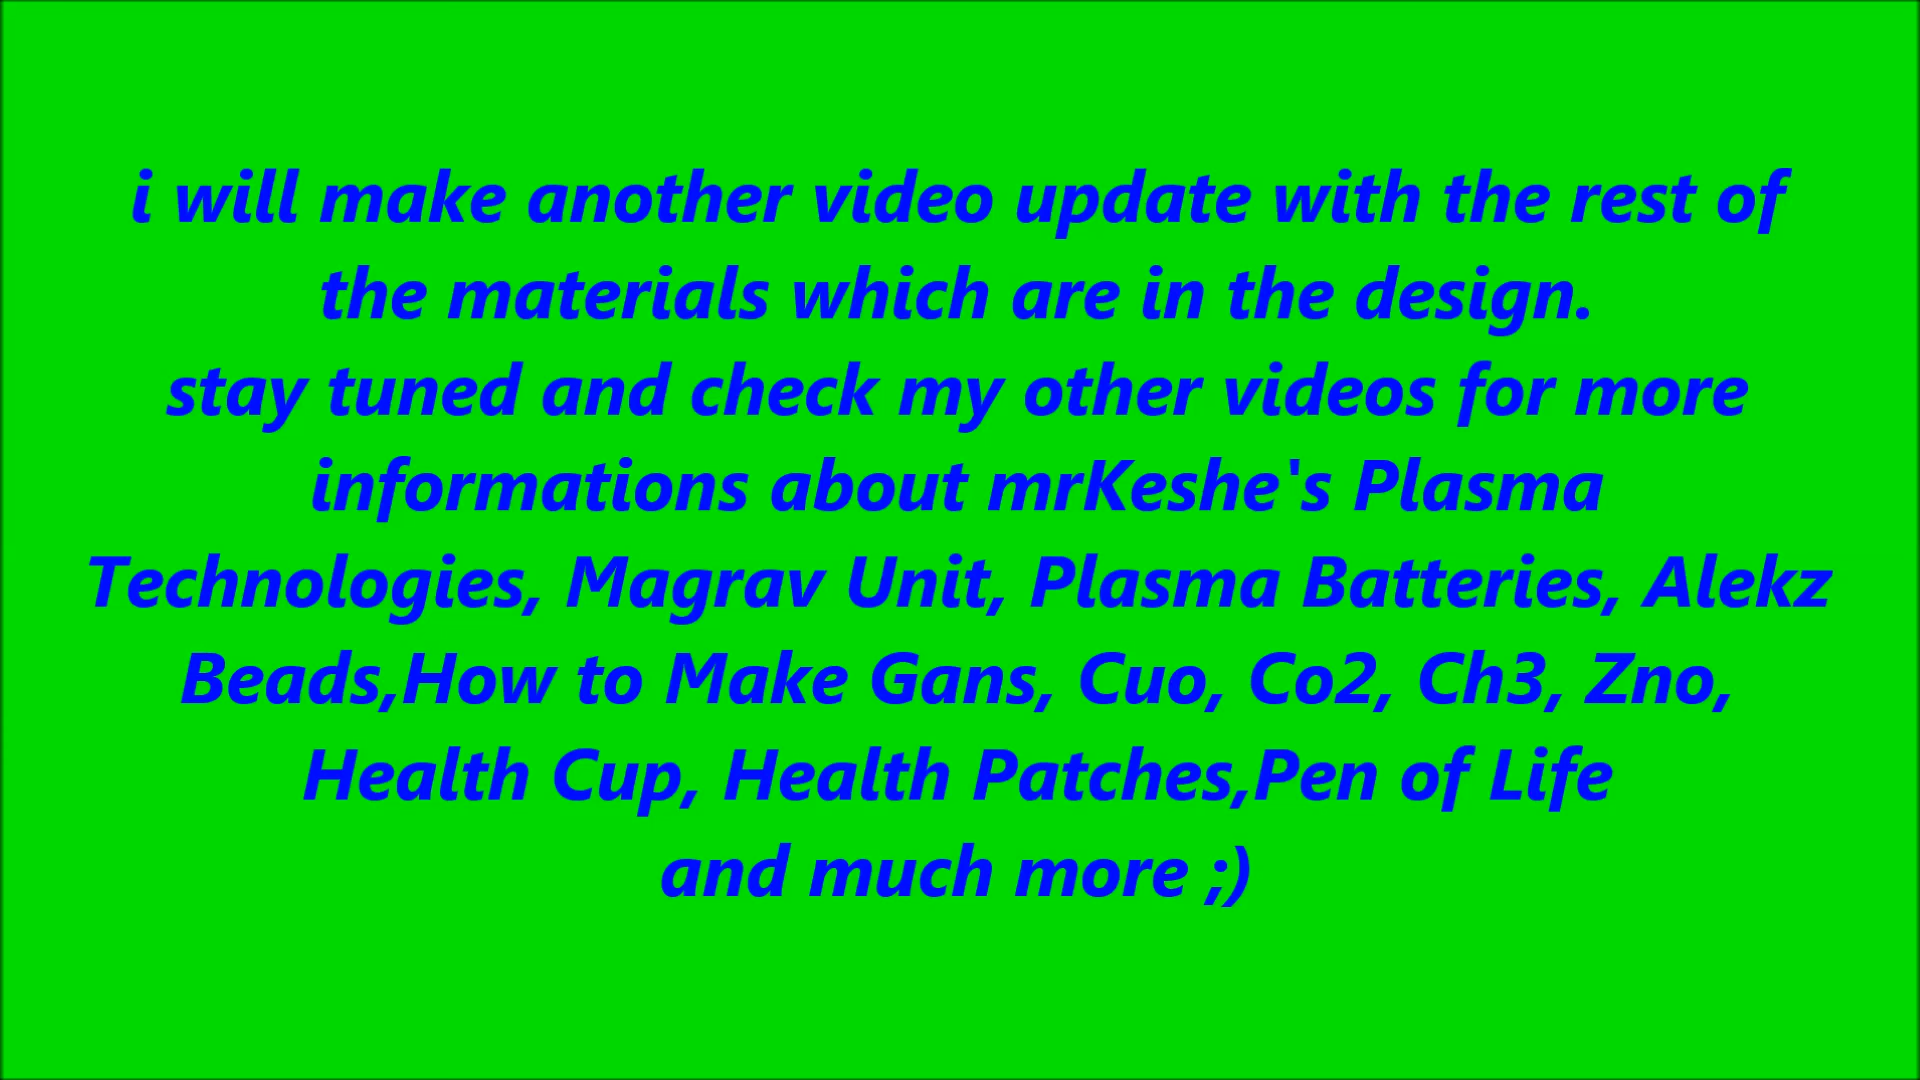 i will make another video update with the rest of
the materials which are in the design.
stay tuned and check my other videos for more
informations about mrKeshe's Plasma
Technologies, Magrav Unit, Plasma Batteries, Alekz
Beads,How to Make Gans, Cuo, Co2, Ch3, Zno,
Health Cup, Health Patches,Pen of Life
and much more ;)